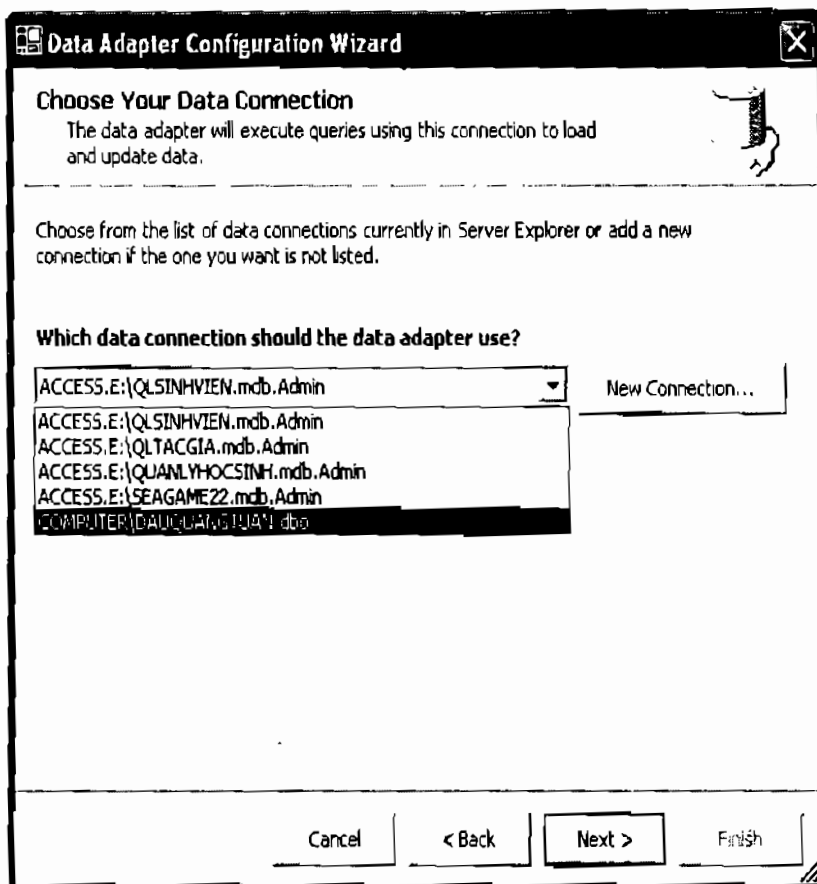 Data Adapter Configuration Wizard
Choose Your Data Connection
The data adapter will execute queries using this connection to load
and update data.
Choose from the list of data connections currently in Server Explorer or add a new
connection if the one you want is not listed.
Which data connection should the data adapter use?
ACCESS.E:\QLSINHVIEN.mdb.Admin
New Connection...
ACCESS.E:\QLSINHVIEN.mdb.Admin
ACCESS.E:\QLTACGIA.mdb.Admin
ACCESS.E:\QUANLYHOCSINH.mdb.Admin
ACCESS.E:\SEAGAME22.mdb.Admin
Cancel
< Back
Next >
Finish